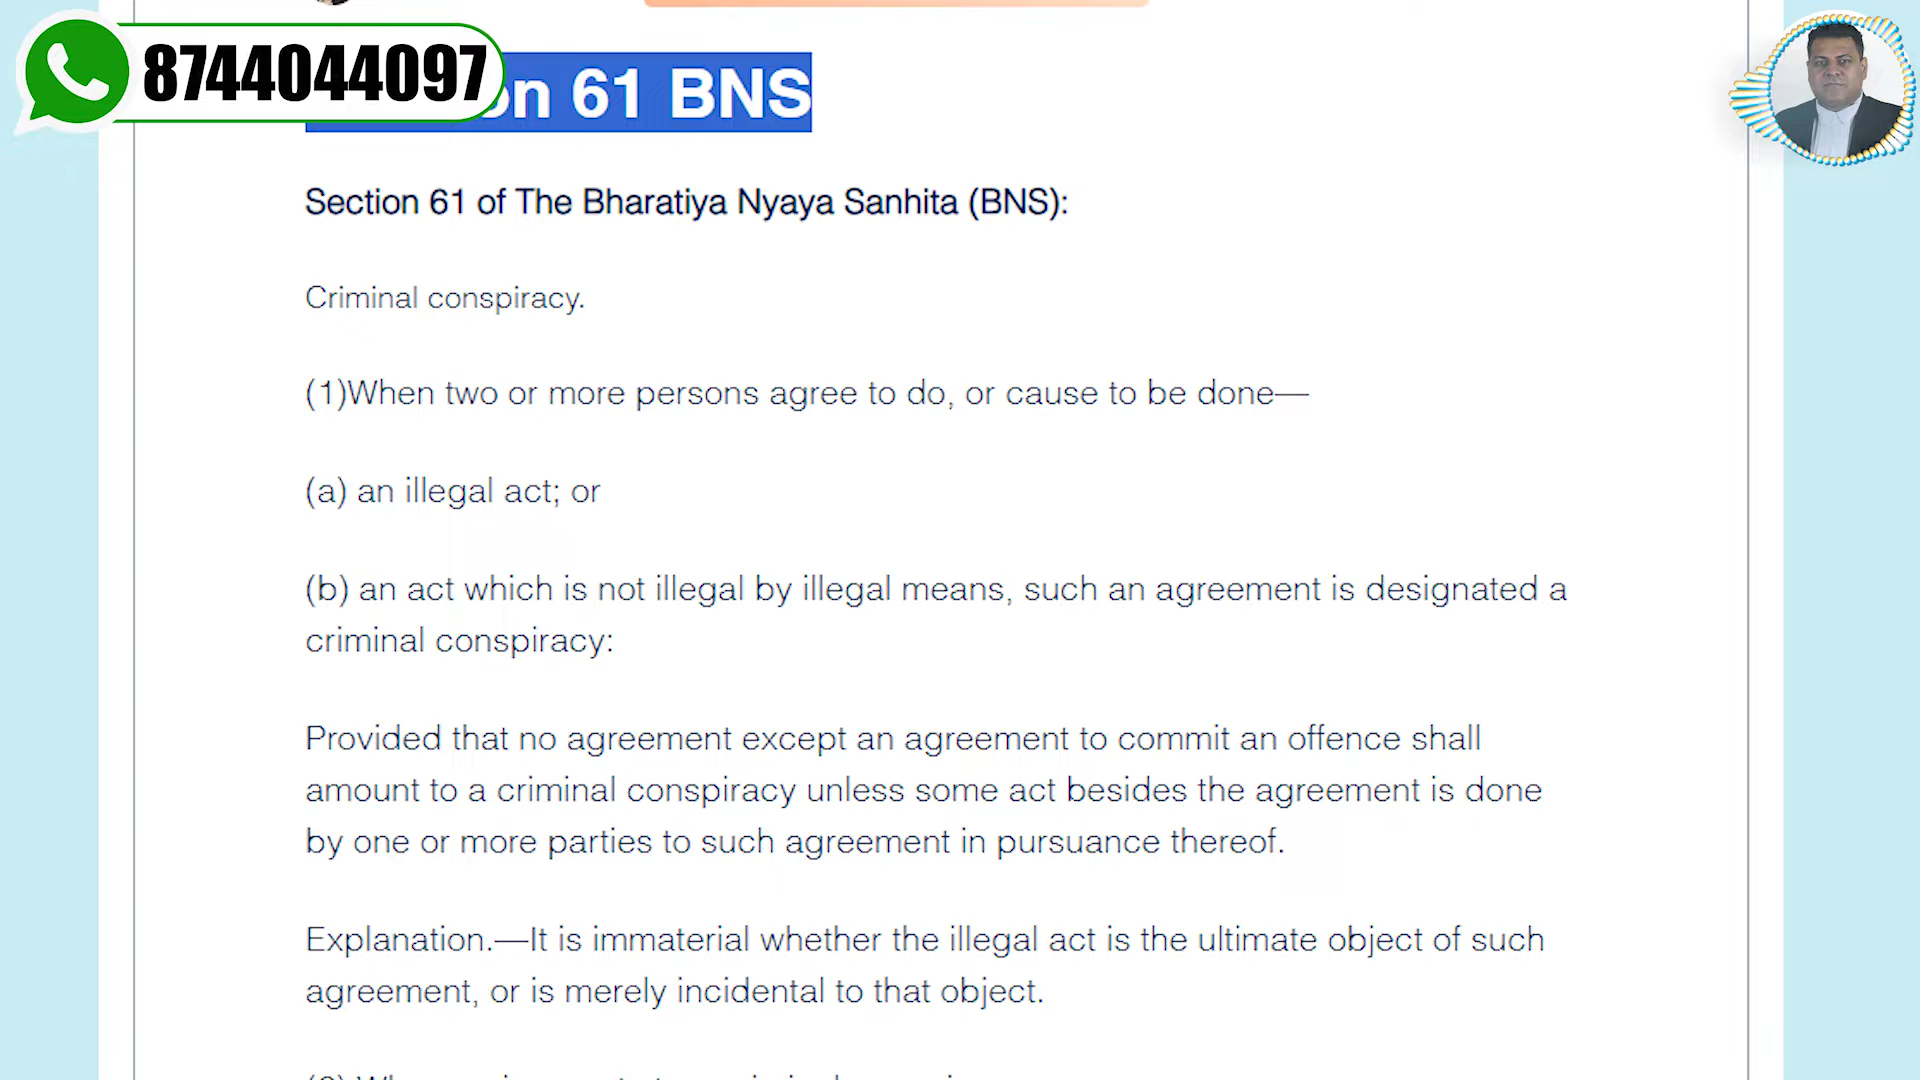 8744044097
on 61 BNS
Section 61 of The Bharatiya Nyaya Sanhita (BNS):
Criminal conspiracy.
(1)When two or more persons agree to do, or cause to be done—
(a) an illegal act; or
(b) an act which is not illegal by illegal means, such an agreement is designated a
criminal conspiracy:
Provided that no agreement except an agreement to commit an offence shall
amount to a criminal conspiracy unless some act besides the agreement is done
by one or more parties to such agreement in pursuance thereof.
Explanation.—It is immaterial whether the illegal act is the ultimate object of such
agreement, or is merely incidental to that object.